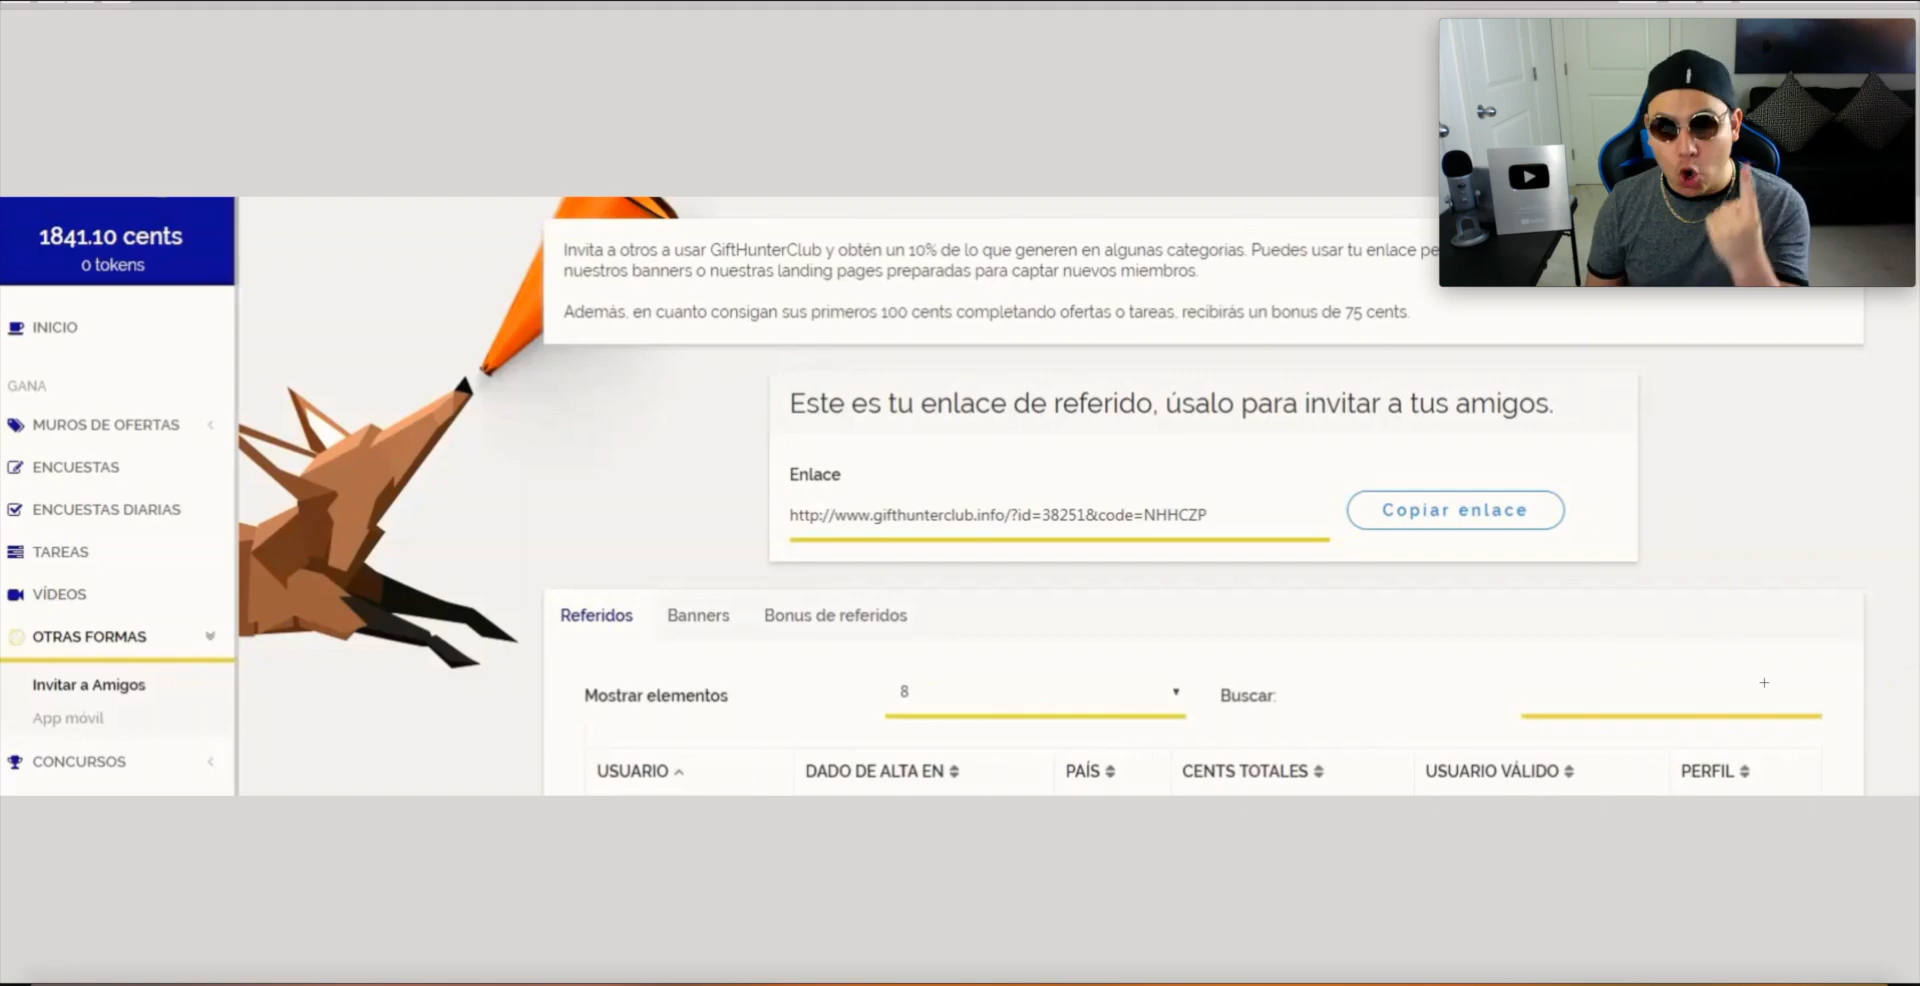 1841.10 cents
0 tokens
INICIO
GANA
MUROS DE OFERTAS
ENCUESTAS
ENCUESTAS DIARIAS
TAREAS
VÍDEOS
OTRAS FORMAS
Invitar a Amigos
App móvil
CONCURSOS
Invita a otros a usar GiftHunterClub y obtén un 10% de lo que generen en algunas categorias. Puedes usar tu enlace
nuestros banners o nuestras landing pages preparadas para captar nuevos miembros.
Además, en cuanto consigan sus primeros 100 cents completando ofertas o tareas, recibirás un bonus de 75 cents.
Este es tu enlace de referido, úsalo para invitar a tus amigos.
Enlace
http://www.gifthunterclub.info/?id=38251&code=NHHCZP
Copiar enlace
Referidos Banners Bonus de referidos
Mostrar elementos 8 Buscar:
USUARIO DADO DE ALTA EN PAÍS CENTS TOTALES USUARIO VÁLIDO PERFIL